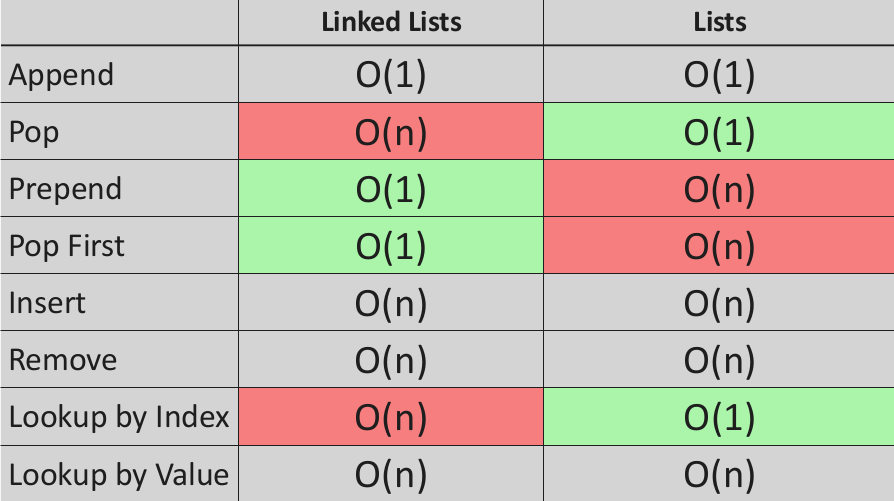 Linked Lists Lists
Append O(1) O(1)
Pop O(n) O(1)
Prepend O(1) O(n)
Pop First O(1) O(n)
Insert O(n) O(n)
Remove O(n) O(n)
Lookup by Index O(n) O(1)
Lookup by Value O(n) O(n)